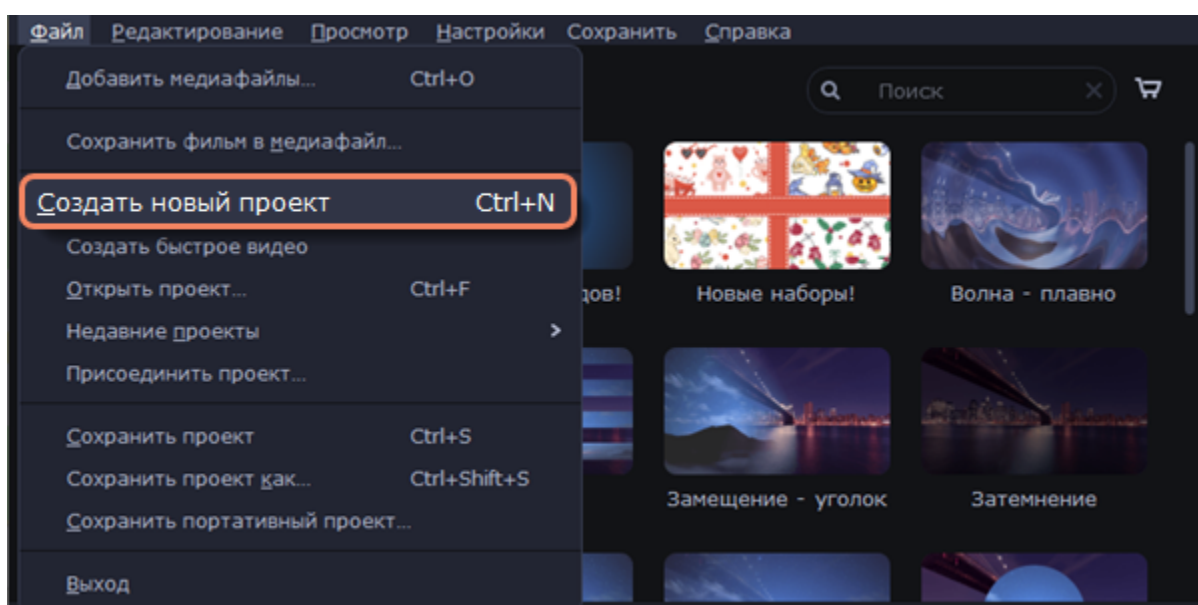 Файл Редактирование Просмотр Настройки Сохранить Справка
Добавить медиафайлы... Ctrl+O
Поиск
Сохранить фильм в медиафайл...
Создать новый проект Ctrl+N
Создать быстрое видео
Открыть проект... Ctrl+F
дов! Новые наборы! Волна - плавно
Недавние проекты
Присоединить проект...
Сохранить проект Ctrl+S
Сохранить проект как... Ctrl+Shift+S
Замещение - уголок Затемнение
Сохранить портативный проект...
Выход